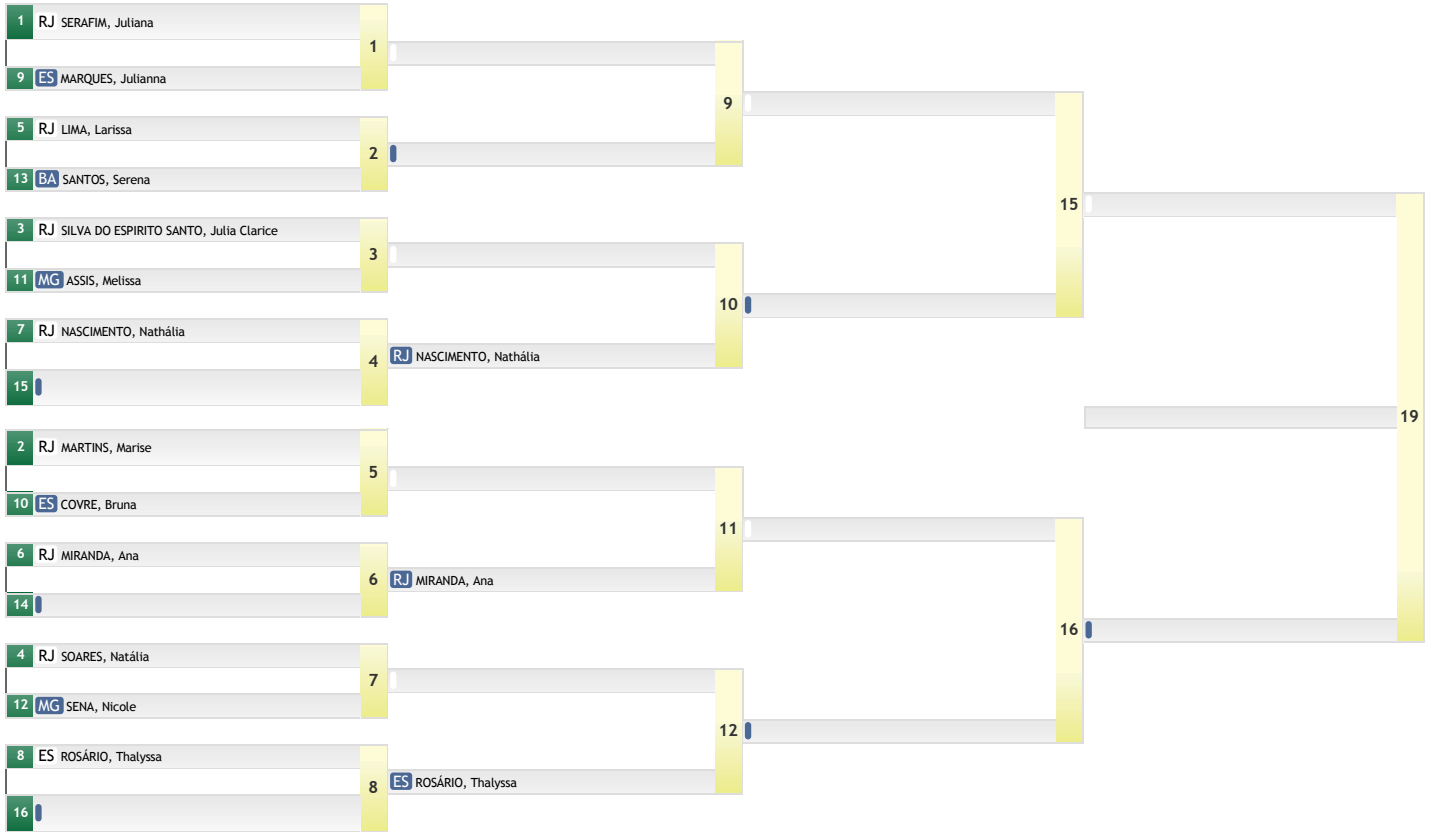 1 RJ SERAFIM, Juliana
1
9 ES MARQUES, Julianna
9
5 RJ LIMA, Larissa
2
13 BA SANTOS, Serena
3 RJ SILVA DO ESPIRITO SANTO, Julia Clarice
15
3
11 MG ASSIS, Melissa
10
7 RJ NASCIMENTO, Nathália
4 RJ NASCIMENTO, Nathália
15
19
2 RJ MARTINS, Marise
5
10 ES COVRE, Bruna
11
6 RJ MIRANDA, Ana
6 RJ MIRANDA, Ana
14
16
4 RJ SOARES, Natália
7
12 MG SENA, Nicole
12
8 ES ROSÁRIO, Thalyssa
8 ES ROSÁRIO, Thalyssa
16